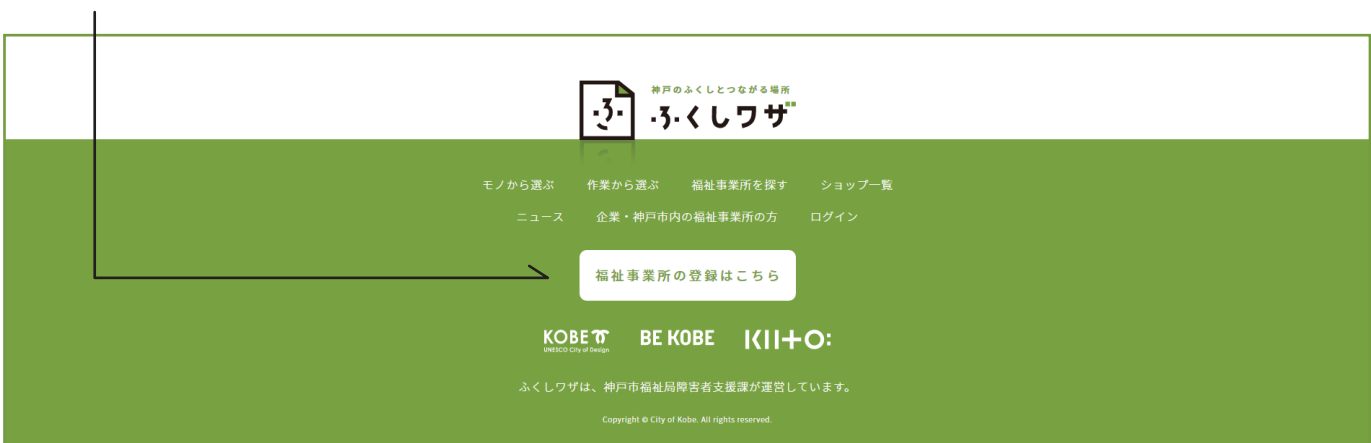 神戸のふくしとつながる場所
ふ
ふくしワザ
モノから選ぶ 作業から選ぶ 福祉事業所を探す ショップ一覧
ニュース 企業・神戸市内の福祉事業所の方 ログイン
福祉事業所の登録はこちら
KOBE BE KOBE KIITO:
UNESCO City of Design
ふくしワザは、神戸市福祉局障害者支援課が運営しています。
Copyright © City of Kobe. All rights reserved.